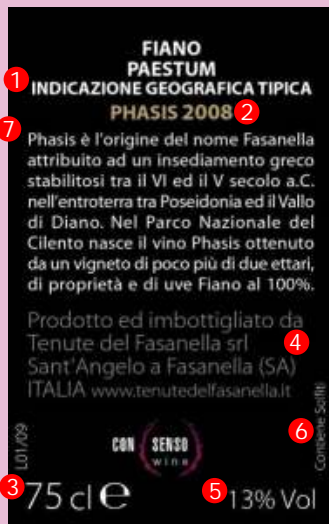 FIANO
PAESTUM
1 INDICAZIONE GEOGRAFICA TIPICA
PHASIS 2008 2
7
Phasis è l'origine del nome Fasanella
attribuito ad un insediamento greco
stabilitosi tra il VI ed il V secolo a.C.
nell'entroterra tra Poseidonia ed il Vallo
di Diano. Nel Parco Nazionale del
Cilento nasce il vino Phasis ottenuto
da un vigneto di poco più di due ettari,
di proprietà e di uve Fiano al 100%.
Prodotto ed imbottigliato da
Tenute del Fasanella srl 4
Sant'Angelo a Fasanella (SA)
ITALIA www.tenutedelfasanella.it
6
Contiene Solfiti
L01/09
CON SENSO
wine
3 75 cl e
5 13% Vol